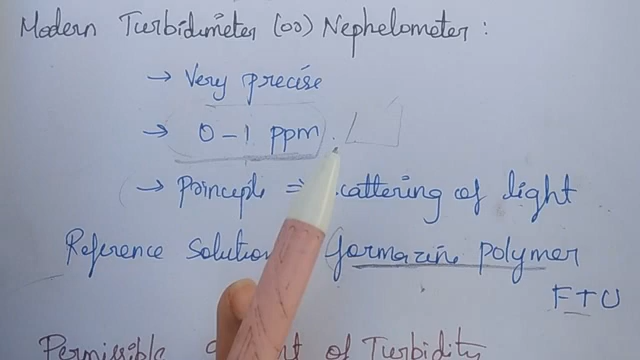 Modern Turbidimeter (or) Nephelometer :
→ Very precise
→ 0-1 ppm.
→ Principle ⇒ scattering of light
Reference Solution formazine polymer
FTU
Permissible of Turbidity